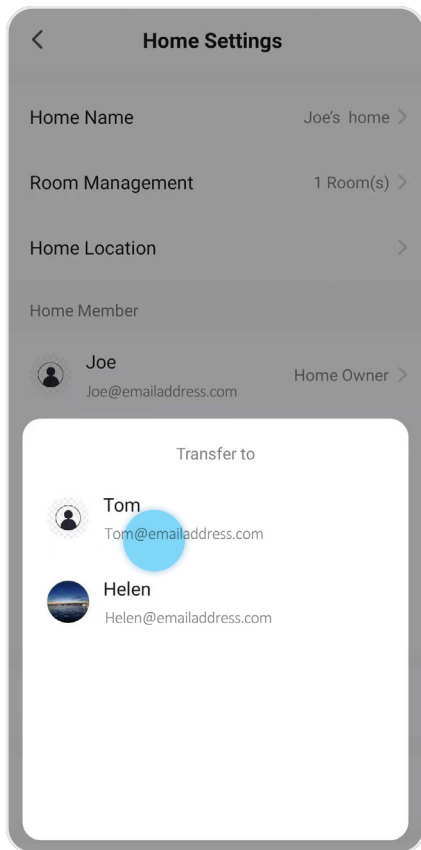 Home Settings
Home Name Joe's home
Room Management 1 Room(s)
Home Location
Home Member
Joe
Joe@emailaddress.com Home Owner
Transfer to
Tom
Tom@emailaddress.com
Helen
Helen@emailaddress.com